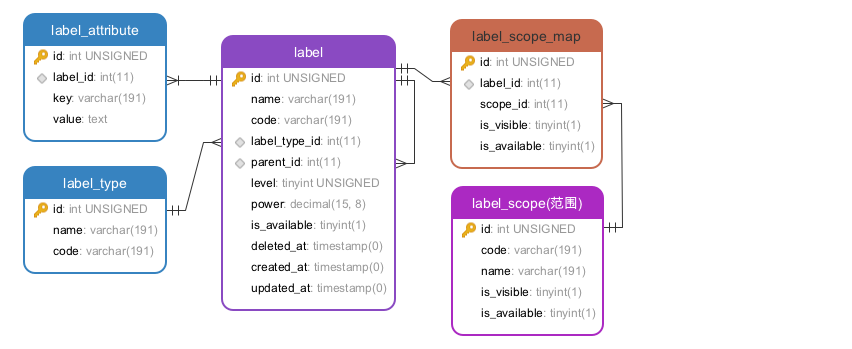 label_attribute
id: int UNSIGNED
label_id: int(11)
key: varchar(191)
value: text
label_type
id: int UNSIGNED
name: varchar(191)
code: varchar(191)
label
id: int UNSIGNED
name: varchar(191)
code: varchar(191)
label_type_id: int(11)
parent_id: int(11)
level: tinyint UNSIGNED
power: decimal(15, 8)
is_available: tinyint(1)
deleted_at: timestamp(0)
created_at: timestamp(0)
updated_at: timestamp(0)
label_scope_map
id: int UNSIGNED
label_id: int(11)
scope_id: int(11)
is_visible: tinyint(1)
is_available: tinyint(1)
label_scope(范围)
id: int UNSIGNED
code: varchar(191)
name: varchar(191)
is_visible: tinyint(1)
is_available: tinyint(1)